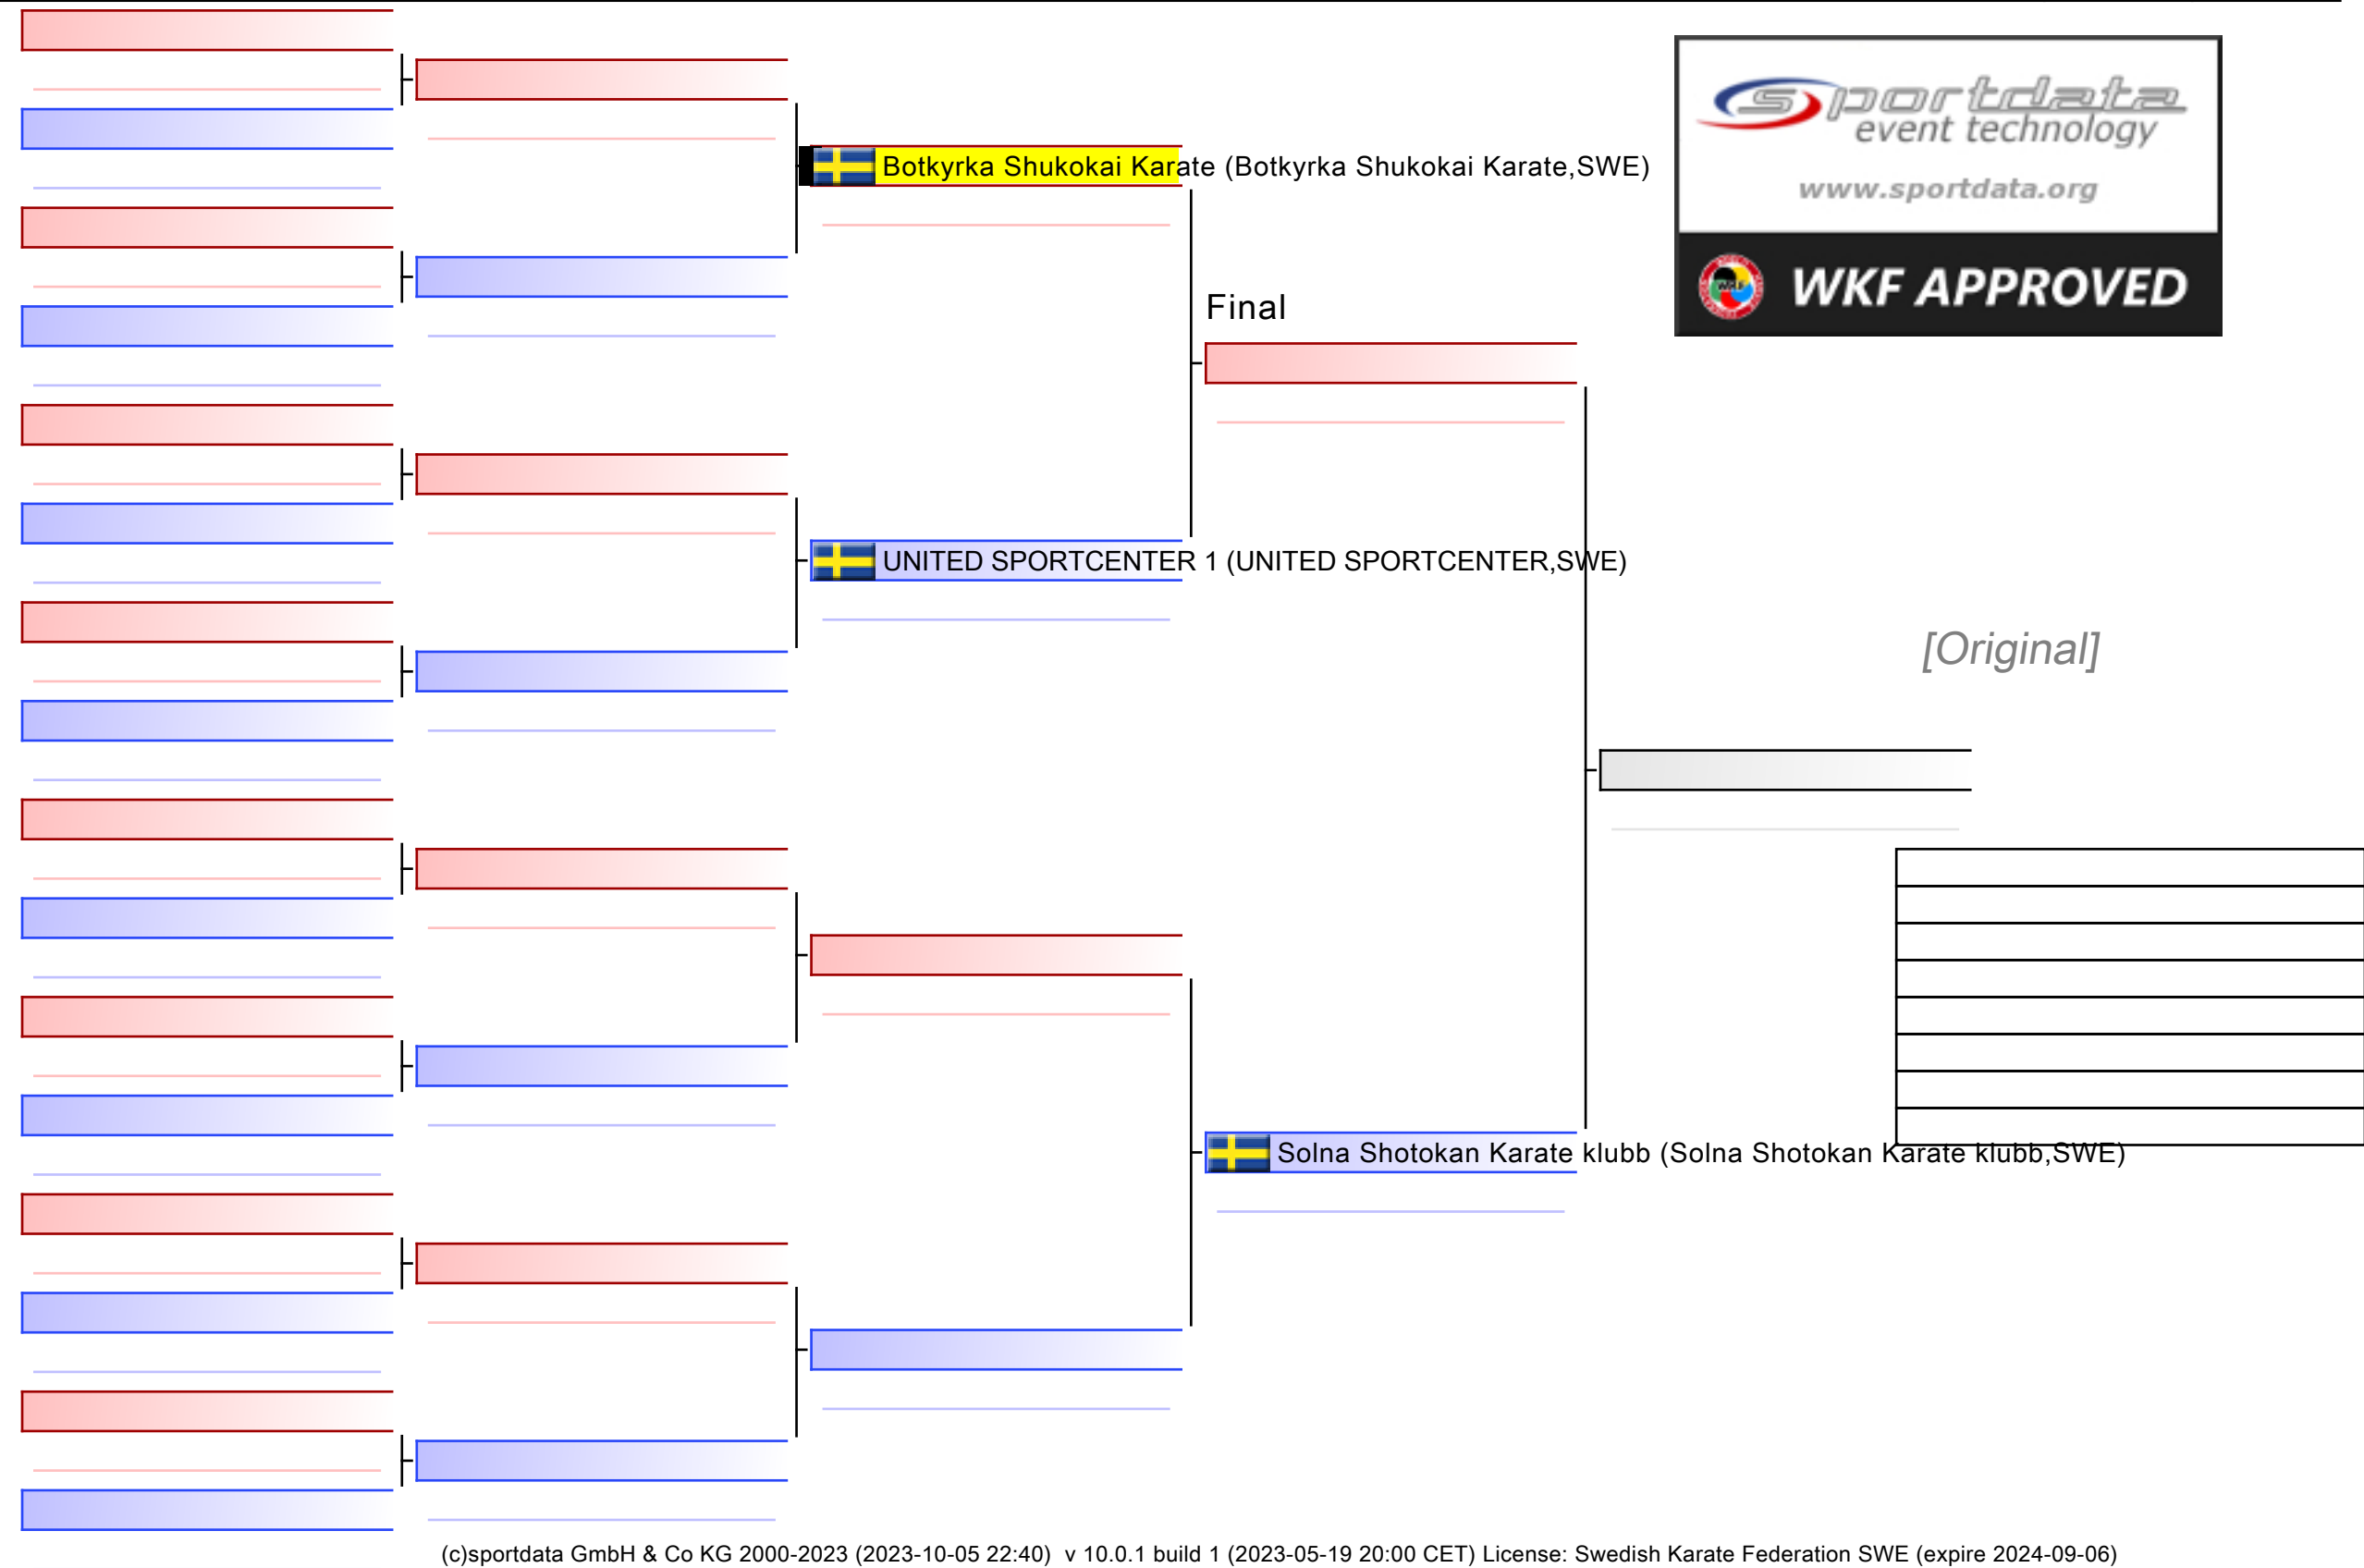 sportdata
event technology
www.sportdata.org
WKF APPROVED
Botkyrka Shukokai Karate (Botkyrka Shukokai Karate,SWE)
Final
UNITED SPORTCENTER 1 (UNITED SPORTCENTER,SWE)
[Original]
Solna Shotokan Karate klubb (Solna Shotokan Karate klubb,SWE)
(c)sportdata GmbH & Co KG 2000-2023 (2023-10-05 22:40) v 10.0.1 build 1 (2023-05-19 20:00 CET) License: Swedish Karate Federation SWE (expire 2024-09-06)